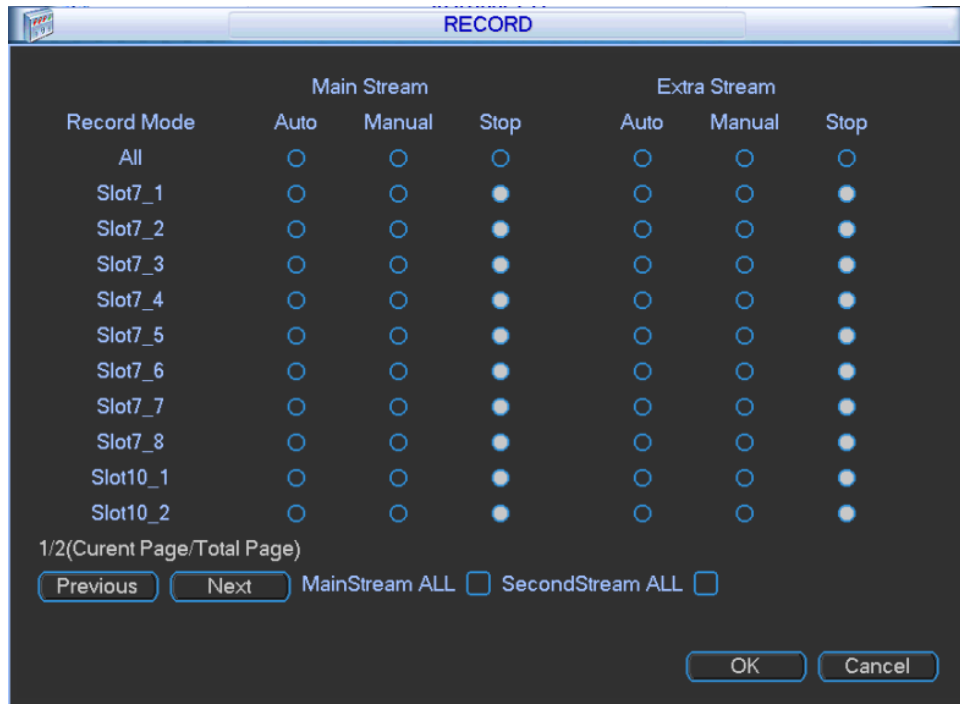 RECORD
Main Stream Extra Stream
Record Mode Auto Manual Stop Auto Manual Stop
All
Slot7_1
Slot7_2
Slot7_3
Slot7_4
Slot7_5
Slot7_6
Slot7_7
Slot7_8
Slot10_1
Slot10_2
1/2(Curent Page/Total Page)
Previous Next MainStream ALL SecondStream ALL
OK Cancel